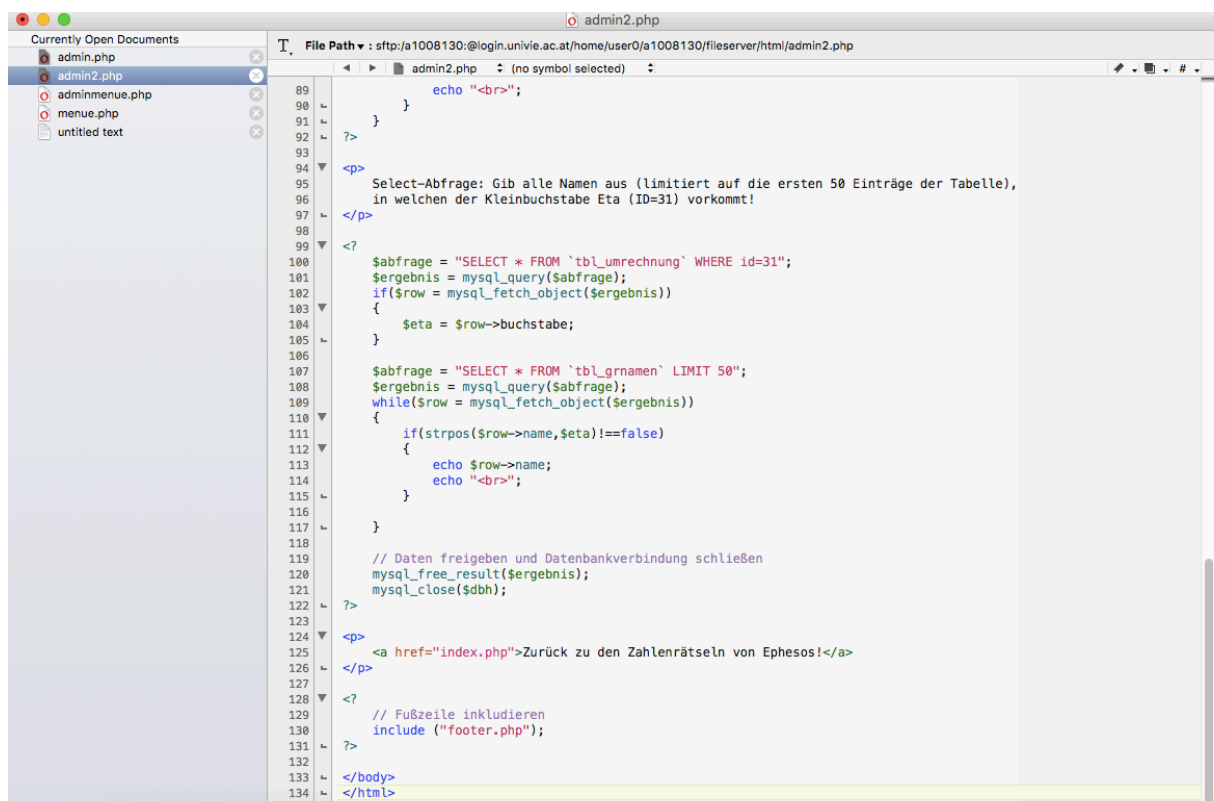 admin2.php
Currently Open Documents
admin.php
admin2.php
adminmenue.php
menue.php
untitled text
File Path ▾ : sftp:/a1008130:@login.univie.ac.at/home/user0/a1008130/fileserver/html/admin2.php
admin2.php (no symbol selected) #
89 echo "<br>";
90 }
91 }
92 ?>
93
94 <p>
95 Select-Abfrage: Gib alle Namen aus (limitiert auf die ersten 50 Einträge der Tabelle),
96 in welchen der Kleinbuchstabe Eta (ID=31) vorkommt!
97 </p>
98
99 <?
100 $abfrage = "SELECT * FROM `tbl_umrechnung` WHERE id=31";
101 $ergebnis = mysql_query($abfrage);
102 if($row = mysql_fetch_object($ergebnis))
103 {
104 $eta = $row->buchstabe;
105 }
106
107 $abfrage = "SELECT * FROM `tbl_grnamen` LIMIT 50";
108 $ergebnis = mysql_query($abfrage);
109 while($row = mysql_fetch_object($ergebnis))
110 {
111 if(strpos($row->name,$eta)!==false)
112 {
113 echo $row->name;
114 echo "<br>";
115 }
116
117 }
118
119 // Daten freigeben und Datenbankverbindung schließen
120 mysql_free_result($ergebnis);
121 mysql_close($dbh);
122 ?>
123
124 <p>
125 <a href="index.php">Zurück zu den Zahlenrätseln von Ephesos!</a>
126 </p>
127
128 <?
129 // Fußzeile inkludieren
130 include ("footer.php");
131 ?>
132
133 </body>
134 </html>